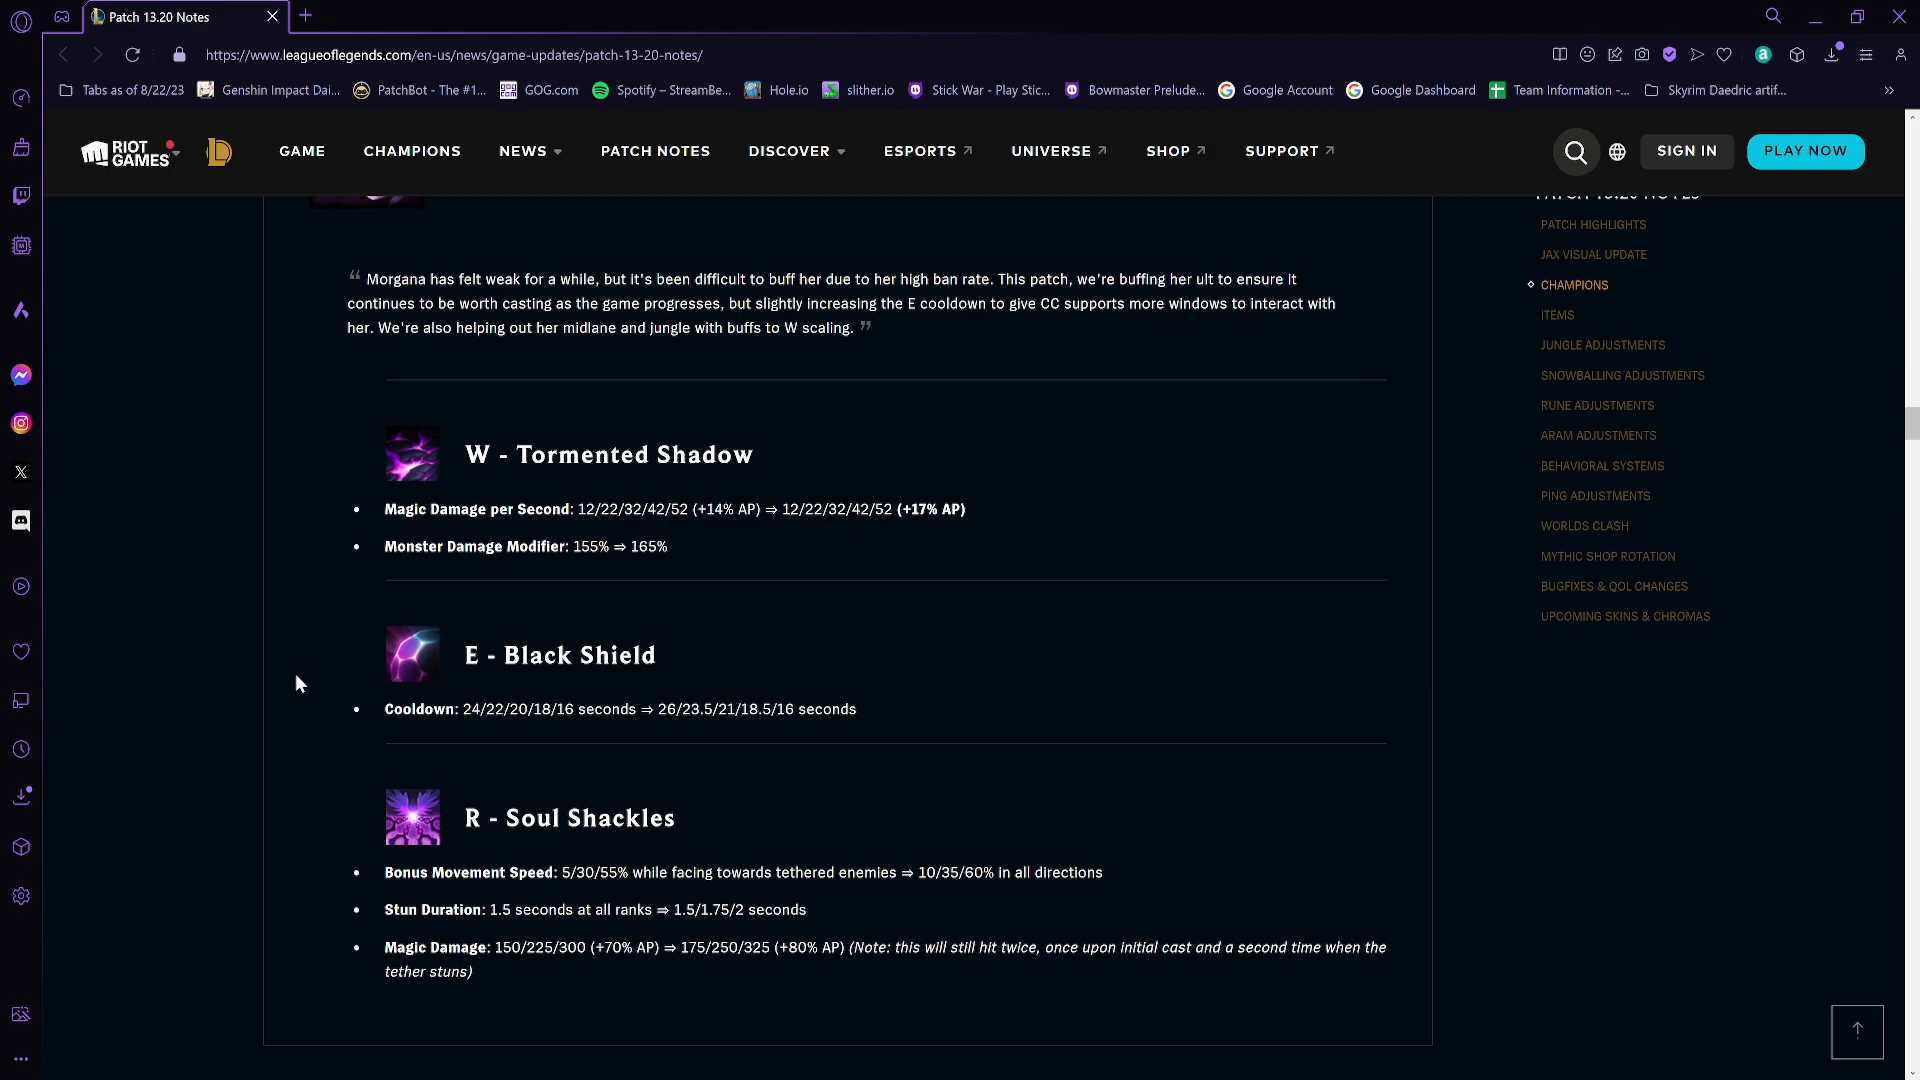 Patch 13.20 Notes
https://www.leagueoflegends.com/en-us/news/game-updates/patch-13-20-notes/
Tabs as of 8/22/23 Genshin Impact Dai... PatchBot - The #1... GOG.com Spotify – StreamBe... Hole.io slither.io Stick War - Play Stic... Bowmaster Prelude... Google Account Google Dashboard Team Information -... Skyrim Daedric artif...
RIOT GAMES GAME CHAMPIONS NEWS PATCH NOTES DISCOVER ESPORTS UNIVERSE SHOP SUPPORT SIGN IN PLAY NOW
“ Morgana has felt weak for a while, but it's been difficult to buff her due to her high ban rate. This patch, we're buffing her ult to ensure it
continues to be worth casting as the game progresses, but slightly increasing the E cooldown to give CC supports more windows to interact with
her. We're also helping out her midlane and jungle with buffs to W scaling. ”
W - Tormented Shadow
• Magic Damage per Second: 12/22/32/42/52 (+14% AP) ⇒ 12/22/32/42/52 (+17% AP)
• Monster Damage Modifier: 155% ⇒ 165%
E - Black Shield
• Cooldown: 24/22/20/18/16 seconds ⇒ 26/23.5/21/18.5/16 seconds
R - Soul Shackles
• Bonus Movement Speed: 5/30/55% while facing towards tethered enemies ⇒ 10/35/60% in all directions
• Stun Duration: 1.5 seconds at all ranks ⇒ 1.5/1.75/2 seconds
• Magic Damage: 150/225/300 (+70% AP) ⇒ 175/250/325 (+80% AP) (Note: this will still hit twice, once upon initial cast and a second time when the
tether stuns)
PATCH 13.20 NOTES
PATCH HIGHLIGHTS
JAX VISUAL UPDATE
CHAMPIONS
ITEMS
JUNGLE ADJUSTMENTS
SNOWBALLING ADJUSTMENTS
RUNE ADJUSTMENTS
ARAM ADJUSTMENTS
BEHAVIORAL SYSTEMS
PING ADJUSTMENTS
WORLDS CLASH
MYTHIC SHOP ROTATION
BUGFIXES & QOL CHANGES
UPCOMING SKINS & CHROMAS